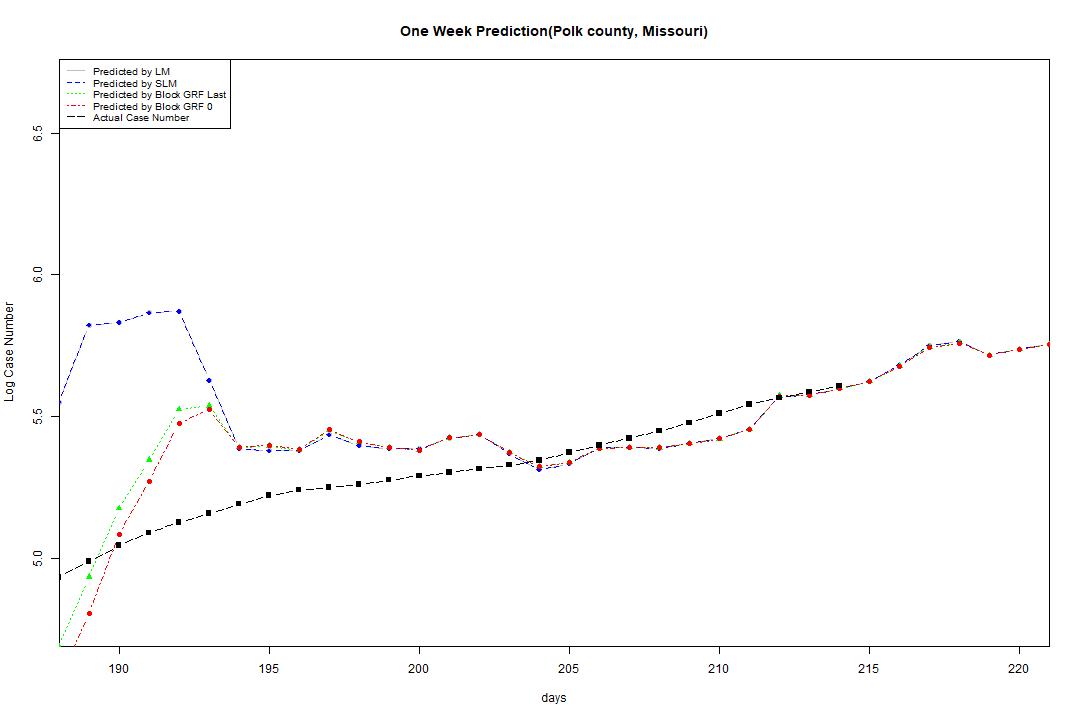 One Week Prediction(Polk county, Missouri)
Predicted by LM
Predicted by SLM
Predicted by Block GRF Last
Predicted by Block GRF 0
Actual Case Number
Log Case Number
6.5
6.0
5.5
5.0
190 195 200 205 210 215 220
days